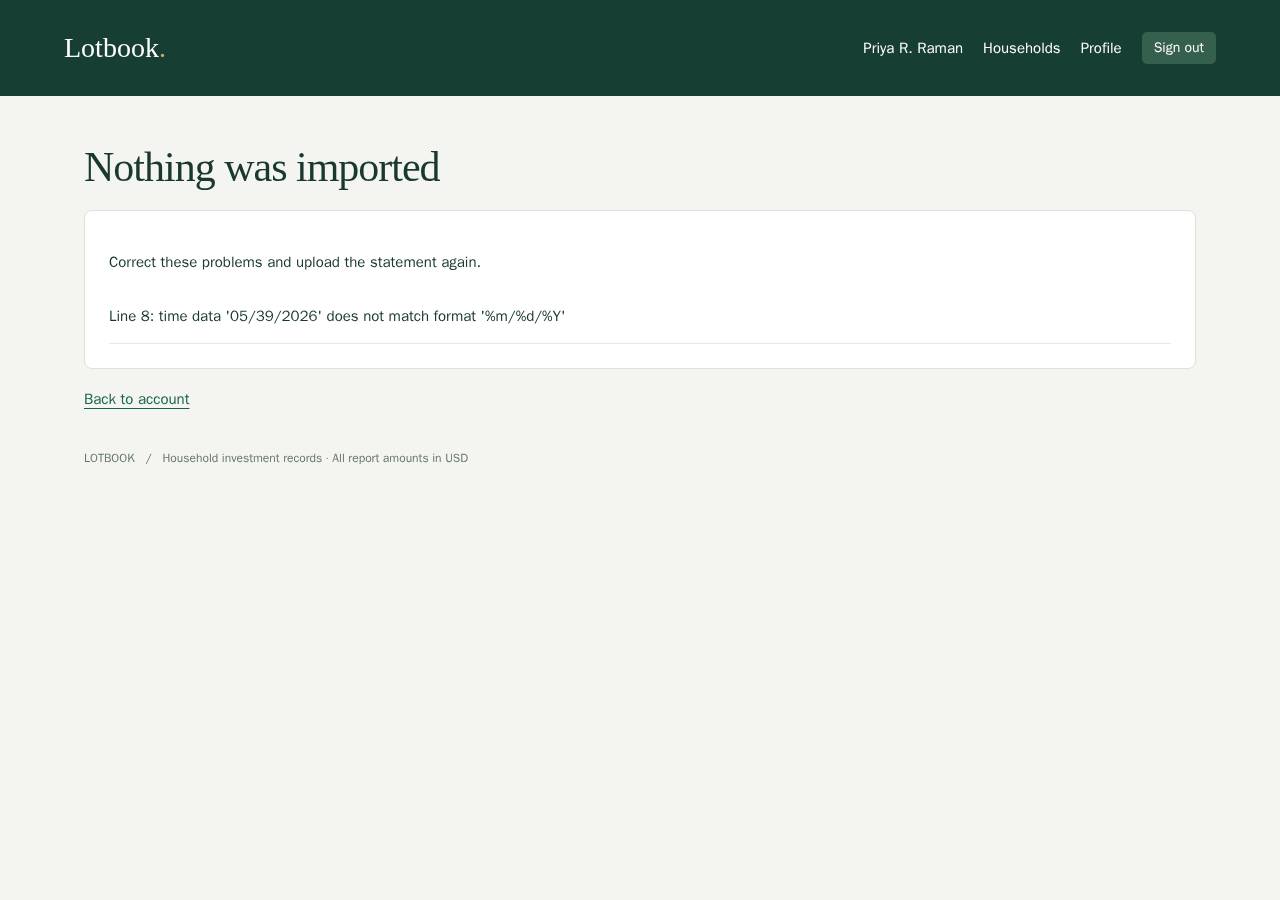 Lotbook.
Priya R. Raman Households Profile Sign out
Nothing was imported
Correct these problems and upload the statement again.
Line 8: time data '05/39/2026' does not match format '%m/%d/%Y'
Back to account
LOTBOOK / Household investment records · All report amounts in USD